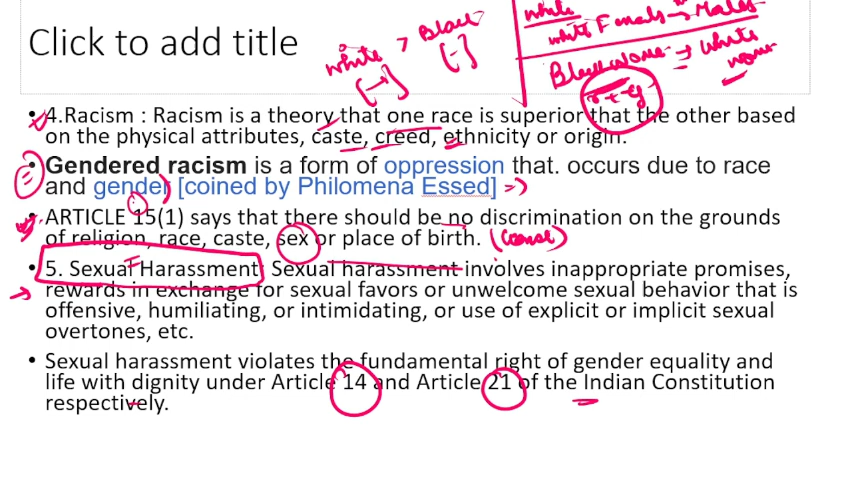 Click to add title
white > Black
[+] [-]
white
white Females → Males
Black women → White
women
r + g
• 4.Racism : Racism is a theory that one race is superior that the other based
on the physical attributes, caste, creed, ethnicity or origin.
• Gendered racism is a form of oppression that. occurs due to race
and gender [coined by Philomena Essed]
• ARTICLE 15(1) says that there should be no discrimination on the grounds
of religion, race, caste, sex or place of birth.
• 5. Sexual Harassment: Sexual harassment involves inappropriate promises,
rewards in exchange for sexual favors or unwelcome sexual behavior that is
offensive, humiliating, or intimidating, or use of explicit or implicit sexual
overtones, etc.
• Sexual harassment violates the fundamental right of gender equality and
life with dignity under Article 14 and Article 21 of the Indian Constitution
respectively.